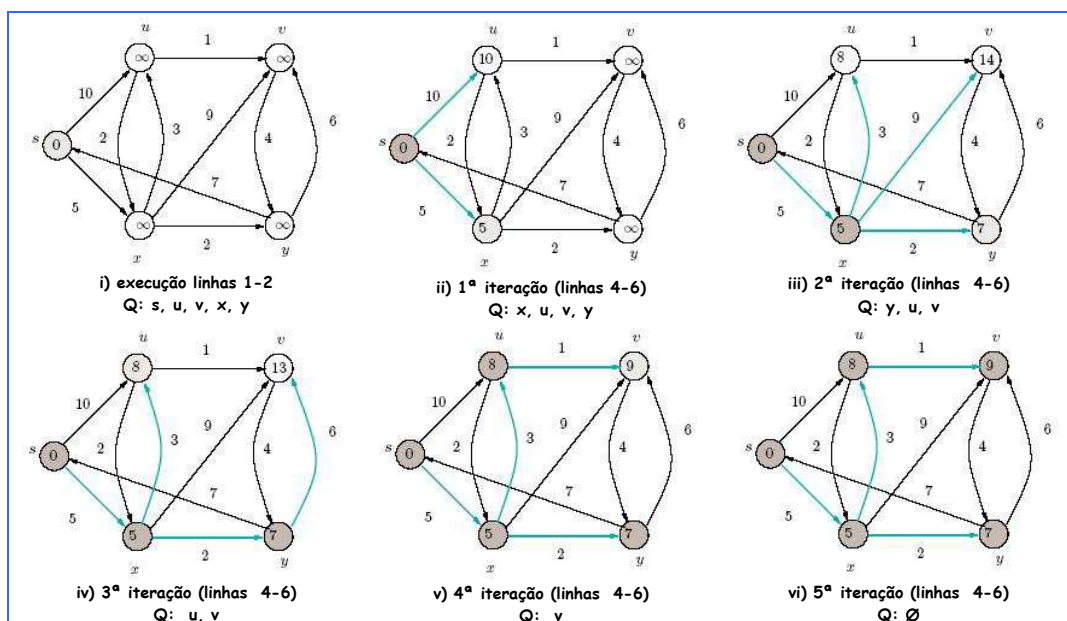 u
v
1
∞
∞
10
2
3
9
4
6
s
0
7
5
∞
∞
2
x
y
i) execução linhas 1-2
Q: s, u, v, x, y
u
v
1
10
∞
10
2
3
9
4
6
s
0
7
5
5
∞
2
x
y
ii) 1ª iteração (linhas 4-6)
Q: x, u, v, y
u
v
1
8
14
10
2
3
9
4
6
s
0
7
5
5
7
2
x
y
iii) 2ª iteração (linhas 4-6)
Q: y, u, v
u
v
1
8
13
10
2
3
9
4
6
s
0
7
5
5
7
2
x
y
iv) 3ª iteração (linhas 4-6)
Q: u, v
u
v
1
8
9
10
2
3
9
4
6
s
0
7
5
5
7
2
x
y
v) 4ª iteração (linhas 4-6)
Q: v
u
v
1
8
9
10
2
3
9
4
6
s
0
7
5
5
7
2
x
y
vi) 5ª iteração (linhas 4-6)
Q: Ø